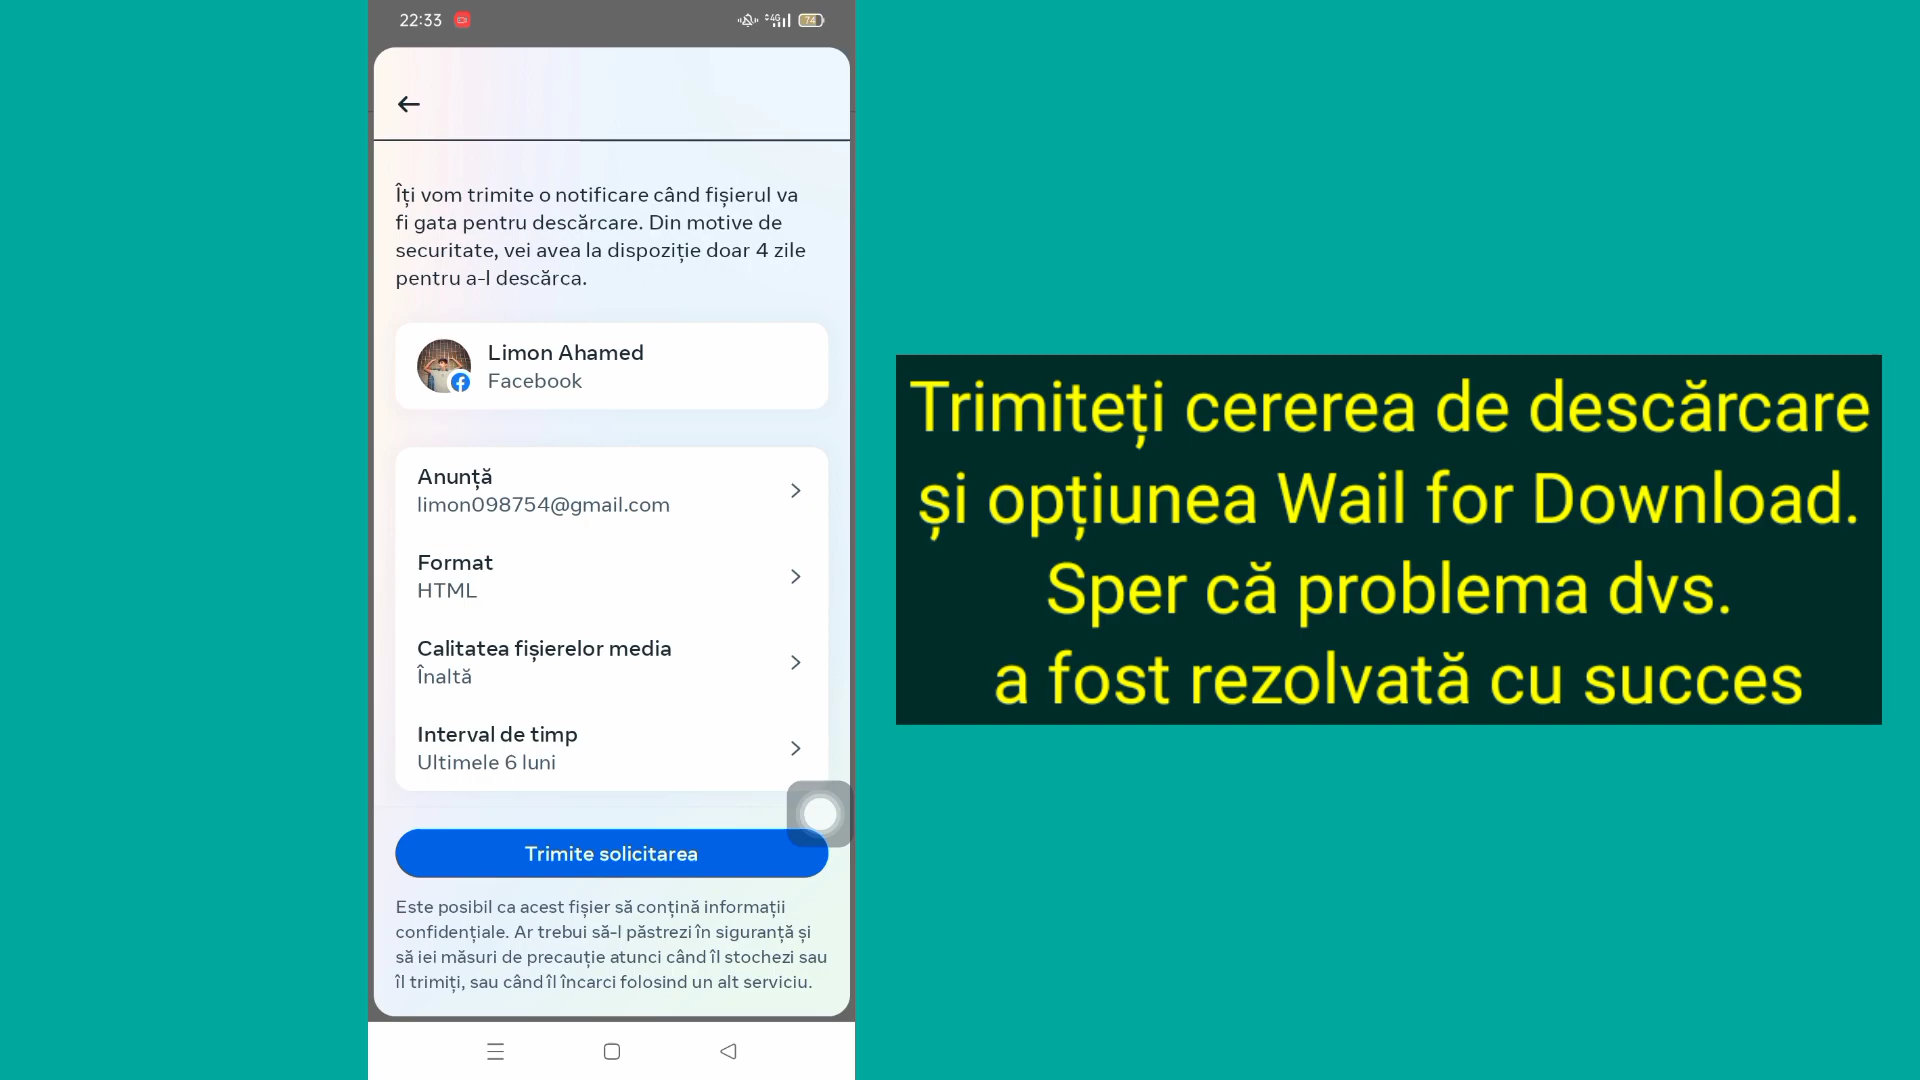 22:33
4G
74
Îți vom trimite o notificare când fișierul va
fi gata pentru descărcare. Din motive de
securitate, vei avea la dispoziție doar 4 zile
pentru a-l descărca.
Limon Ahamed
Facebook
Anunță
limon098754@gmail.com
Format
HTML
Calitatea fișierelor media
Înaltă
Interval de timp
Ultimele 6 luni
Trimite solicitarea
Este posibil ca acest fișier să conțină informații
confidențiale. Ar trebui să-l păstrezi în siguranță și
să iei măsuri de precauție atunci când îl stochezi sau
îl trimiți, sau când îl încarci folosind un alt serviciu.
Trimiteți cererea de descărcare
și opțiunea Wail for Download.
Sper că problema dvs.
a fost rezolvată cu succes